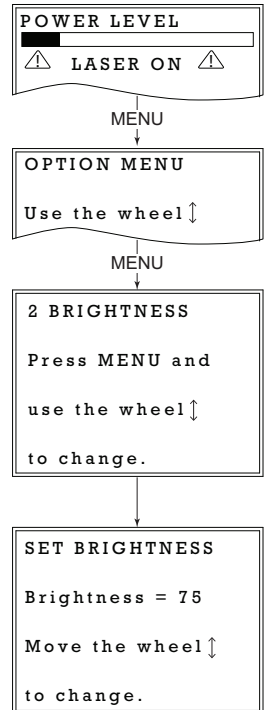 POWER LEVEL
LASER ON
MENU
OPTION MENU
Use the wheel ↕
MENU
2 BRIGHTNESS
Press MENU and
use the wheel ↕
to change.
SET BRIGHTNESS
Brightness = 75
Move the wheel ↕
to change.